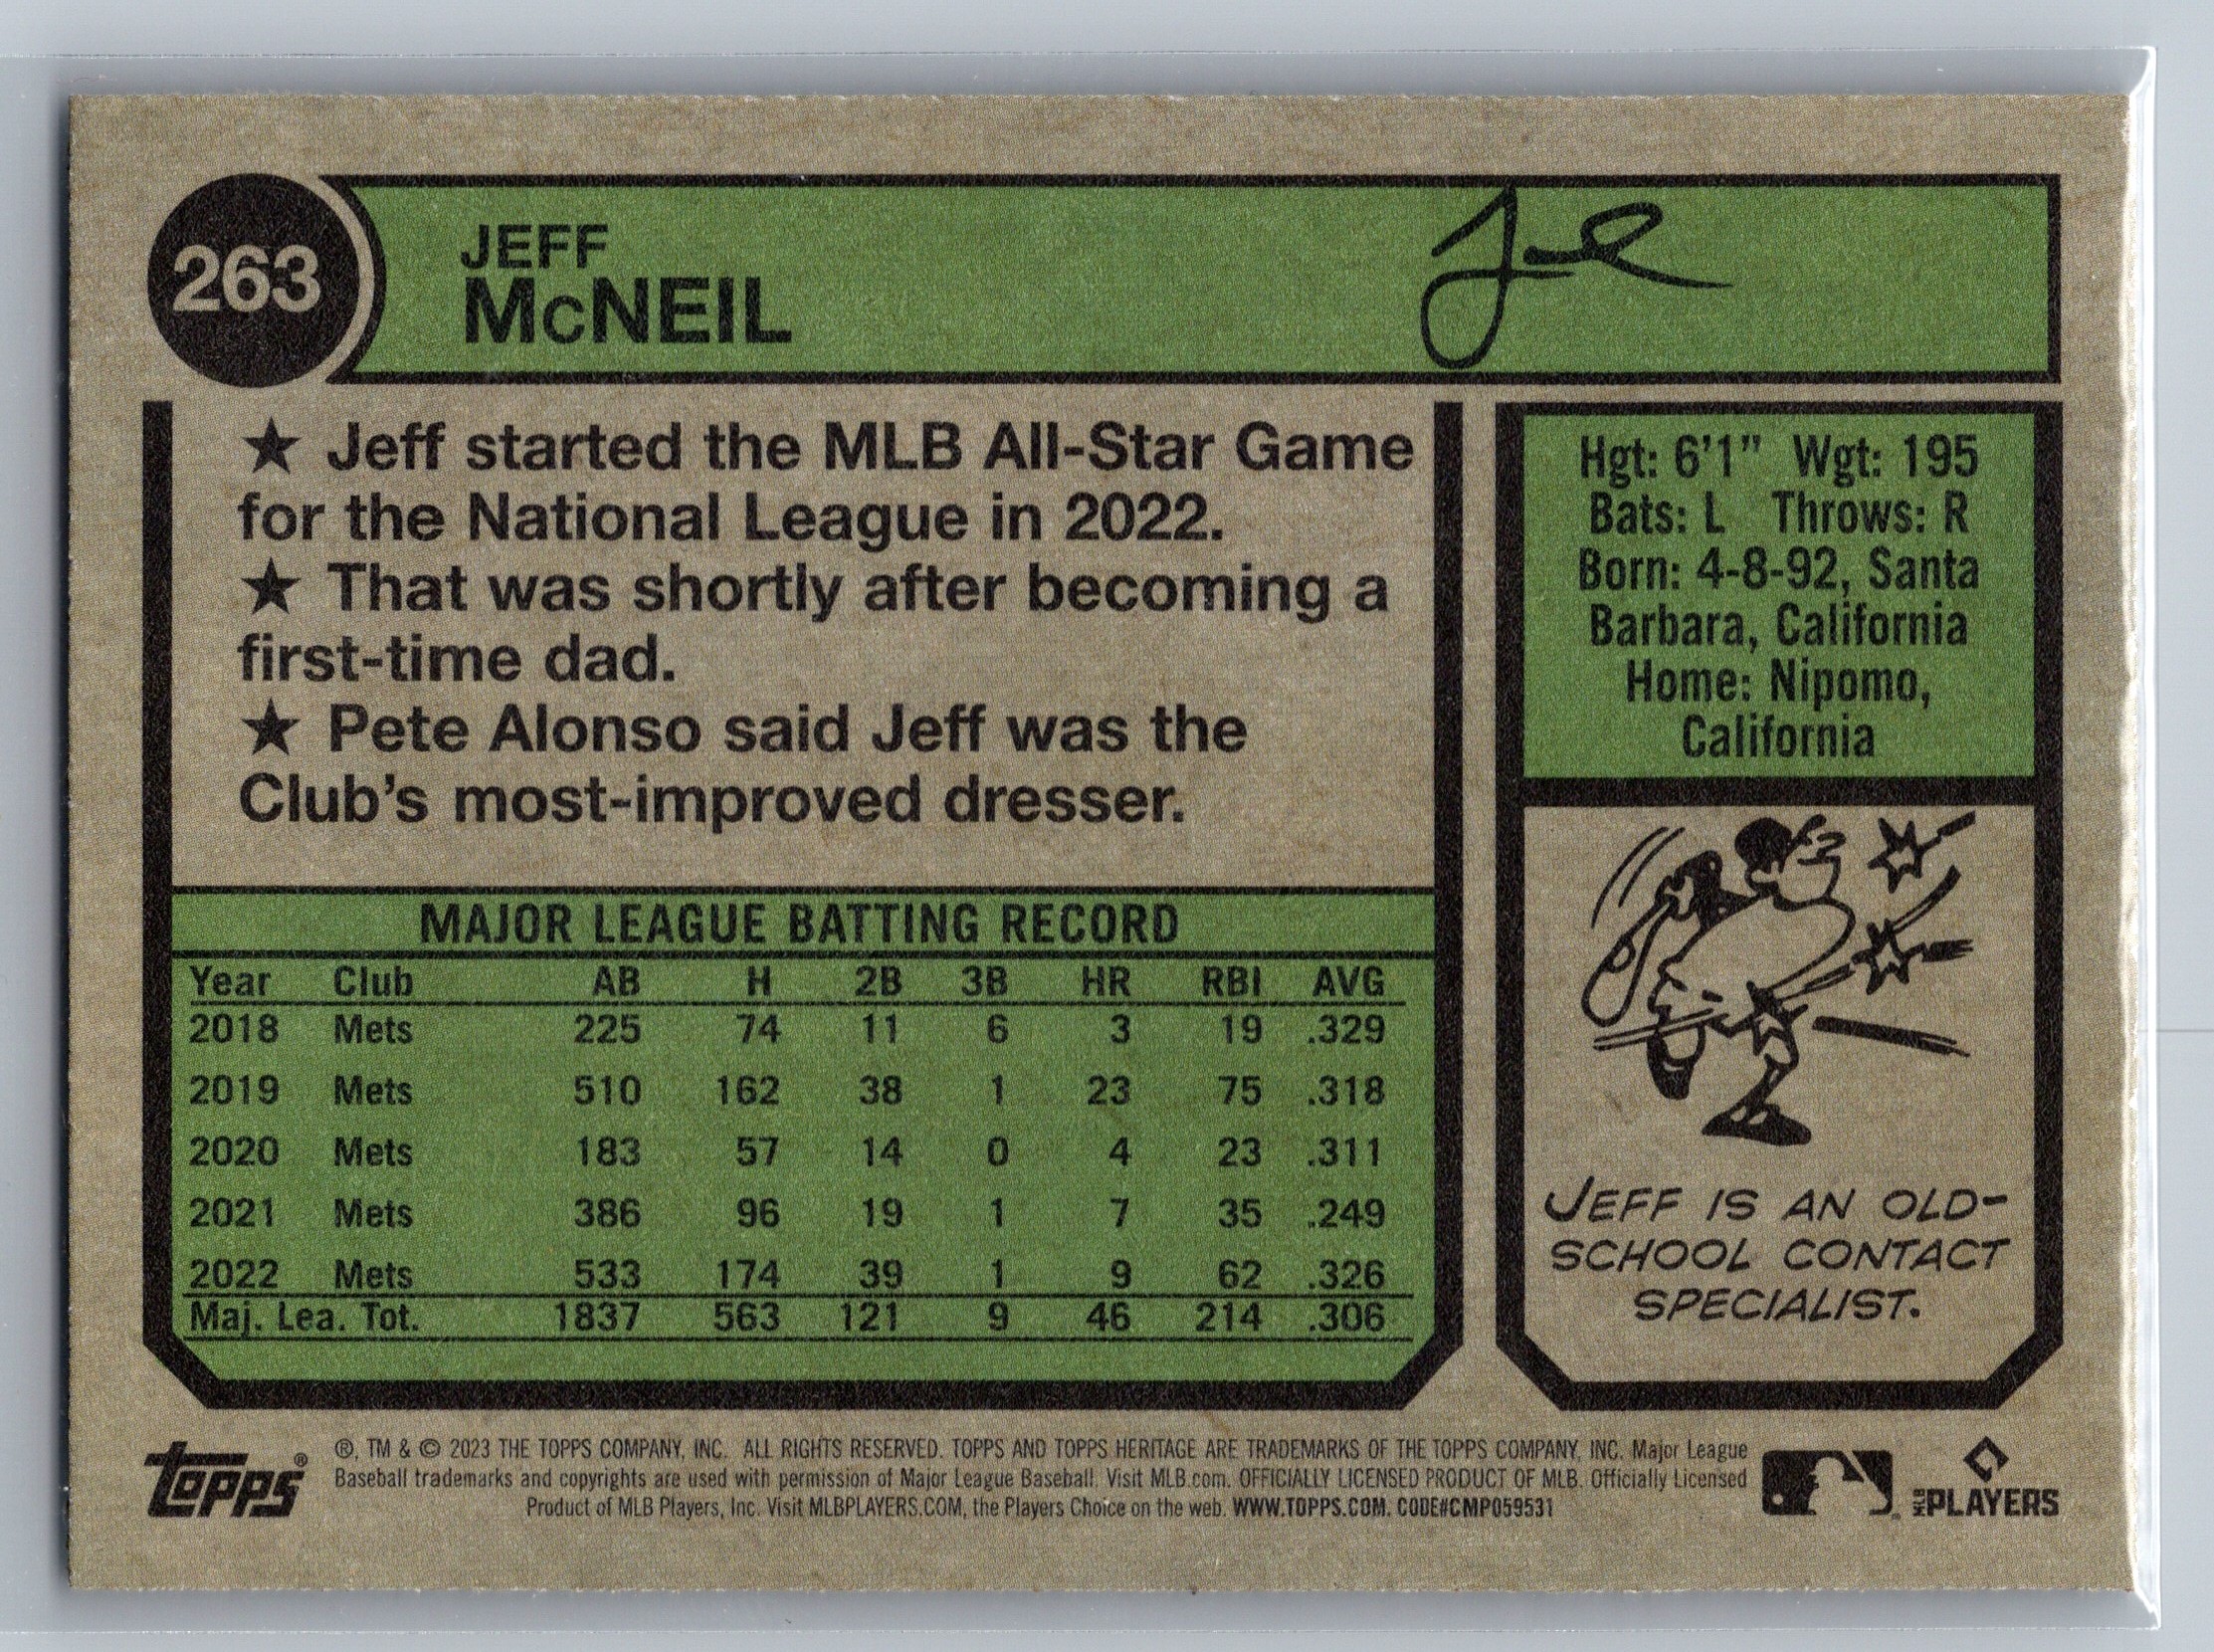 263
JEFF
McNEIL
★ Jeff started the MLB All-Star Game
for the National League in 2022.
★ That was shortly after becoming a
first-time dad.
★ Pete Alonso said Jeff was the
Club's most-improved dresser.
Hgt: 6'1" Wgt: 195
Bats: L Throws: R
Born: 4-8-92, Santa
Barbara, California
Home: Nipomo,
California
MAJOR LEAGUE BATTING RECORD
Year Club AB H 2B 3B HR RBI AVG
2018 Mets 225 74 11 6 3 19 .329
2019 Mets 510 162 38 1 23 75 .318
2020 Mets 183 57 14 0 4 23 .311
2021 Mets 386 96 19 1 7 35 .249
2022 Mets 533 174 39 1 9 62 .326
Maj. Lea. Tot. 1837 563 121 9 46 214 .306
JEFF IS AN OLD-
SCHOOL CONTACT
SPECIALIST.
topps®
®, TM & © 2023 THE TOPPS COMPANY, INC. ALL RIGHTS RESERVED. TOPPS AND TOPPS HERITAGE ARE TRADEMARKS OF THE TOPPS COMPANY, INC. Major League
Baseball trademarks and copyrights are used with permission of Major League Baseball. Visit MLB.com. OFFICIALLY LICENSED PRODUCT OF MLB. Officially Licensed
Product of MLB Players, Inc. Visit MLBPLAYERS.COM, the Players Choice on the web. WWW.TOPPS.COM. CODE#CMP059531
MLB PLAYERS